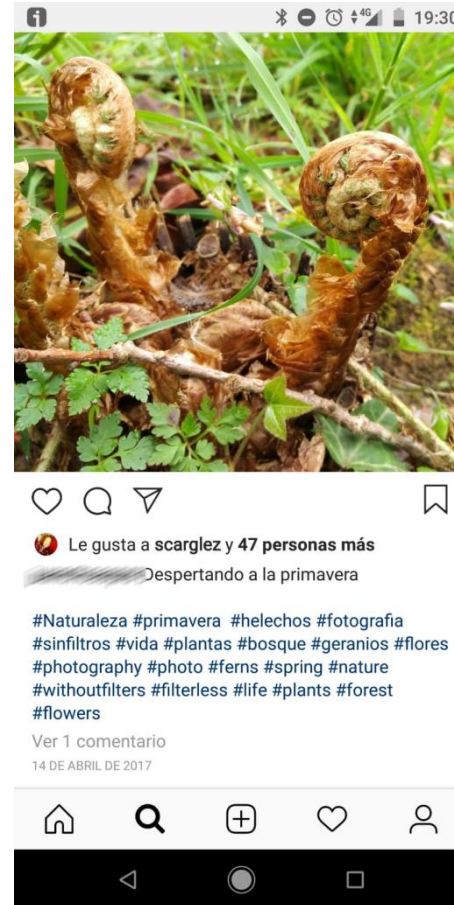 4G 19:30
Le gusta a scarglez y 47 personas más
Despertando a la primavera
#Naturaleza #primavera #helechos #fotografia
#sinfiltros #vida #plantas #bosque #geranios #flores
#photography #photo #ferns #spring #nature
#withoutfilters #filterless #life #plants #forest
#flowers
Ver 1 comentario
14 DE ABRIL DE 2017